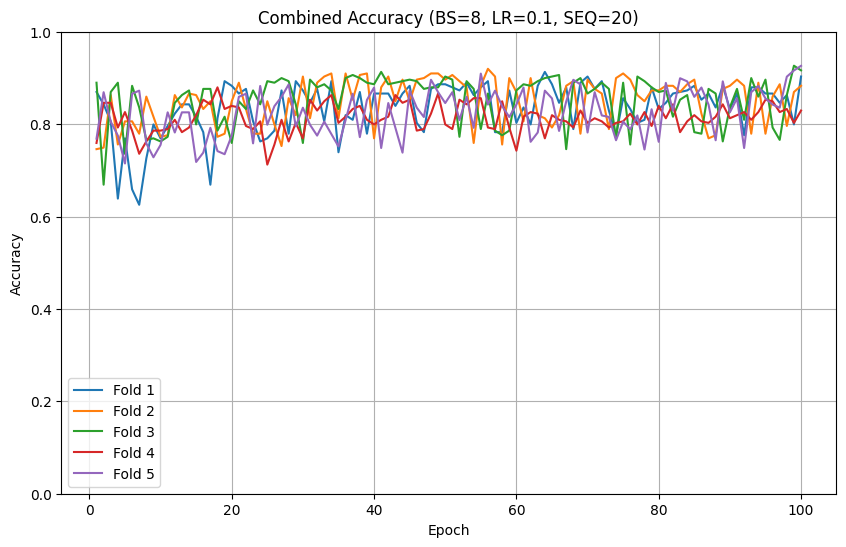 Combined Accuracy (BS=8, LR=0.1, SEQ=20)
Accuracy
1.0
0.8
0.6
0.4
0.2
0.0
Fold 1
Fold 2
Fold 3
Fold 4
Fold 5
0 20 40 60 80 100
Epoch